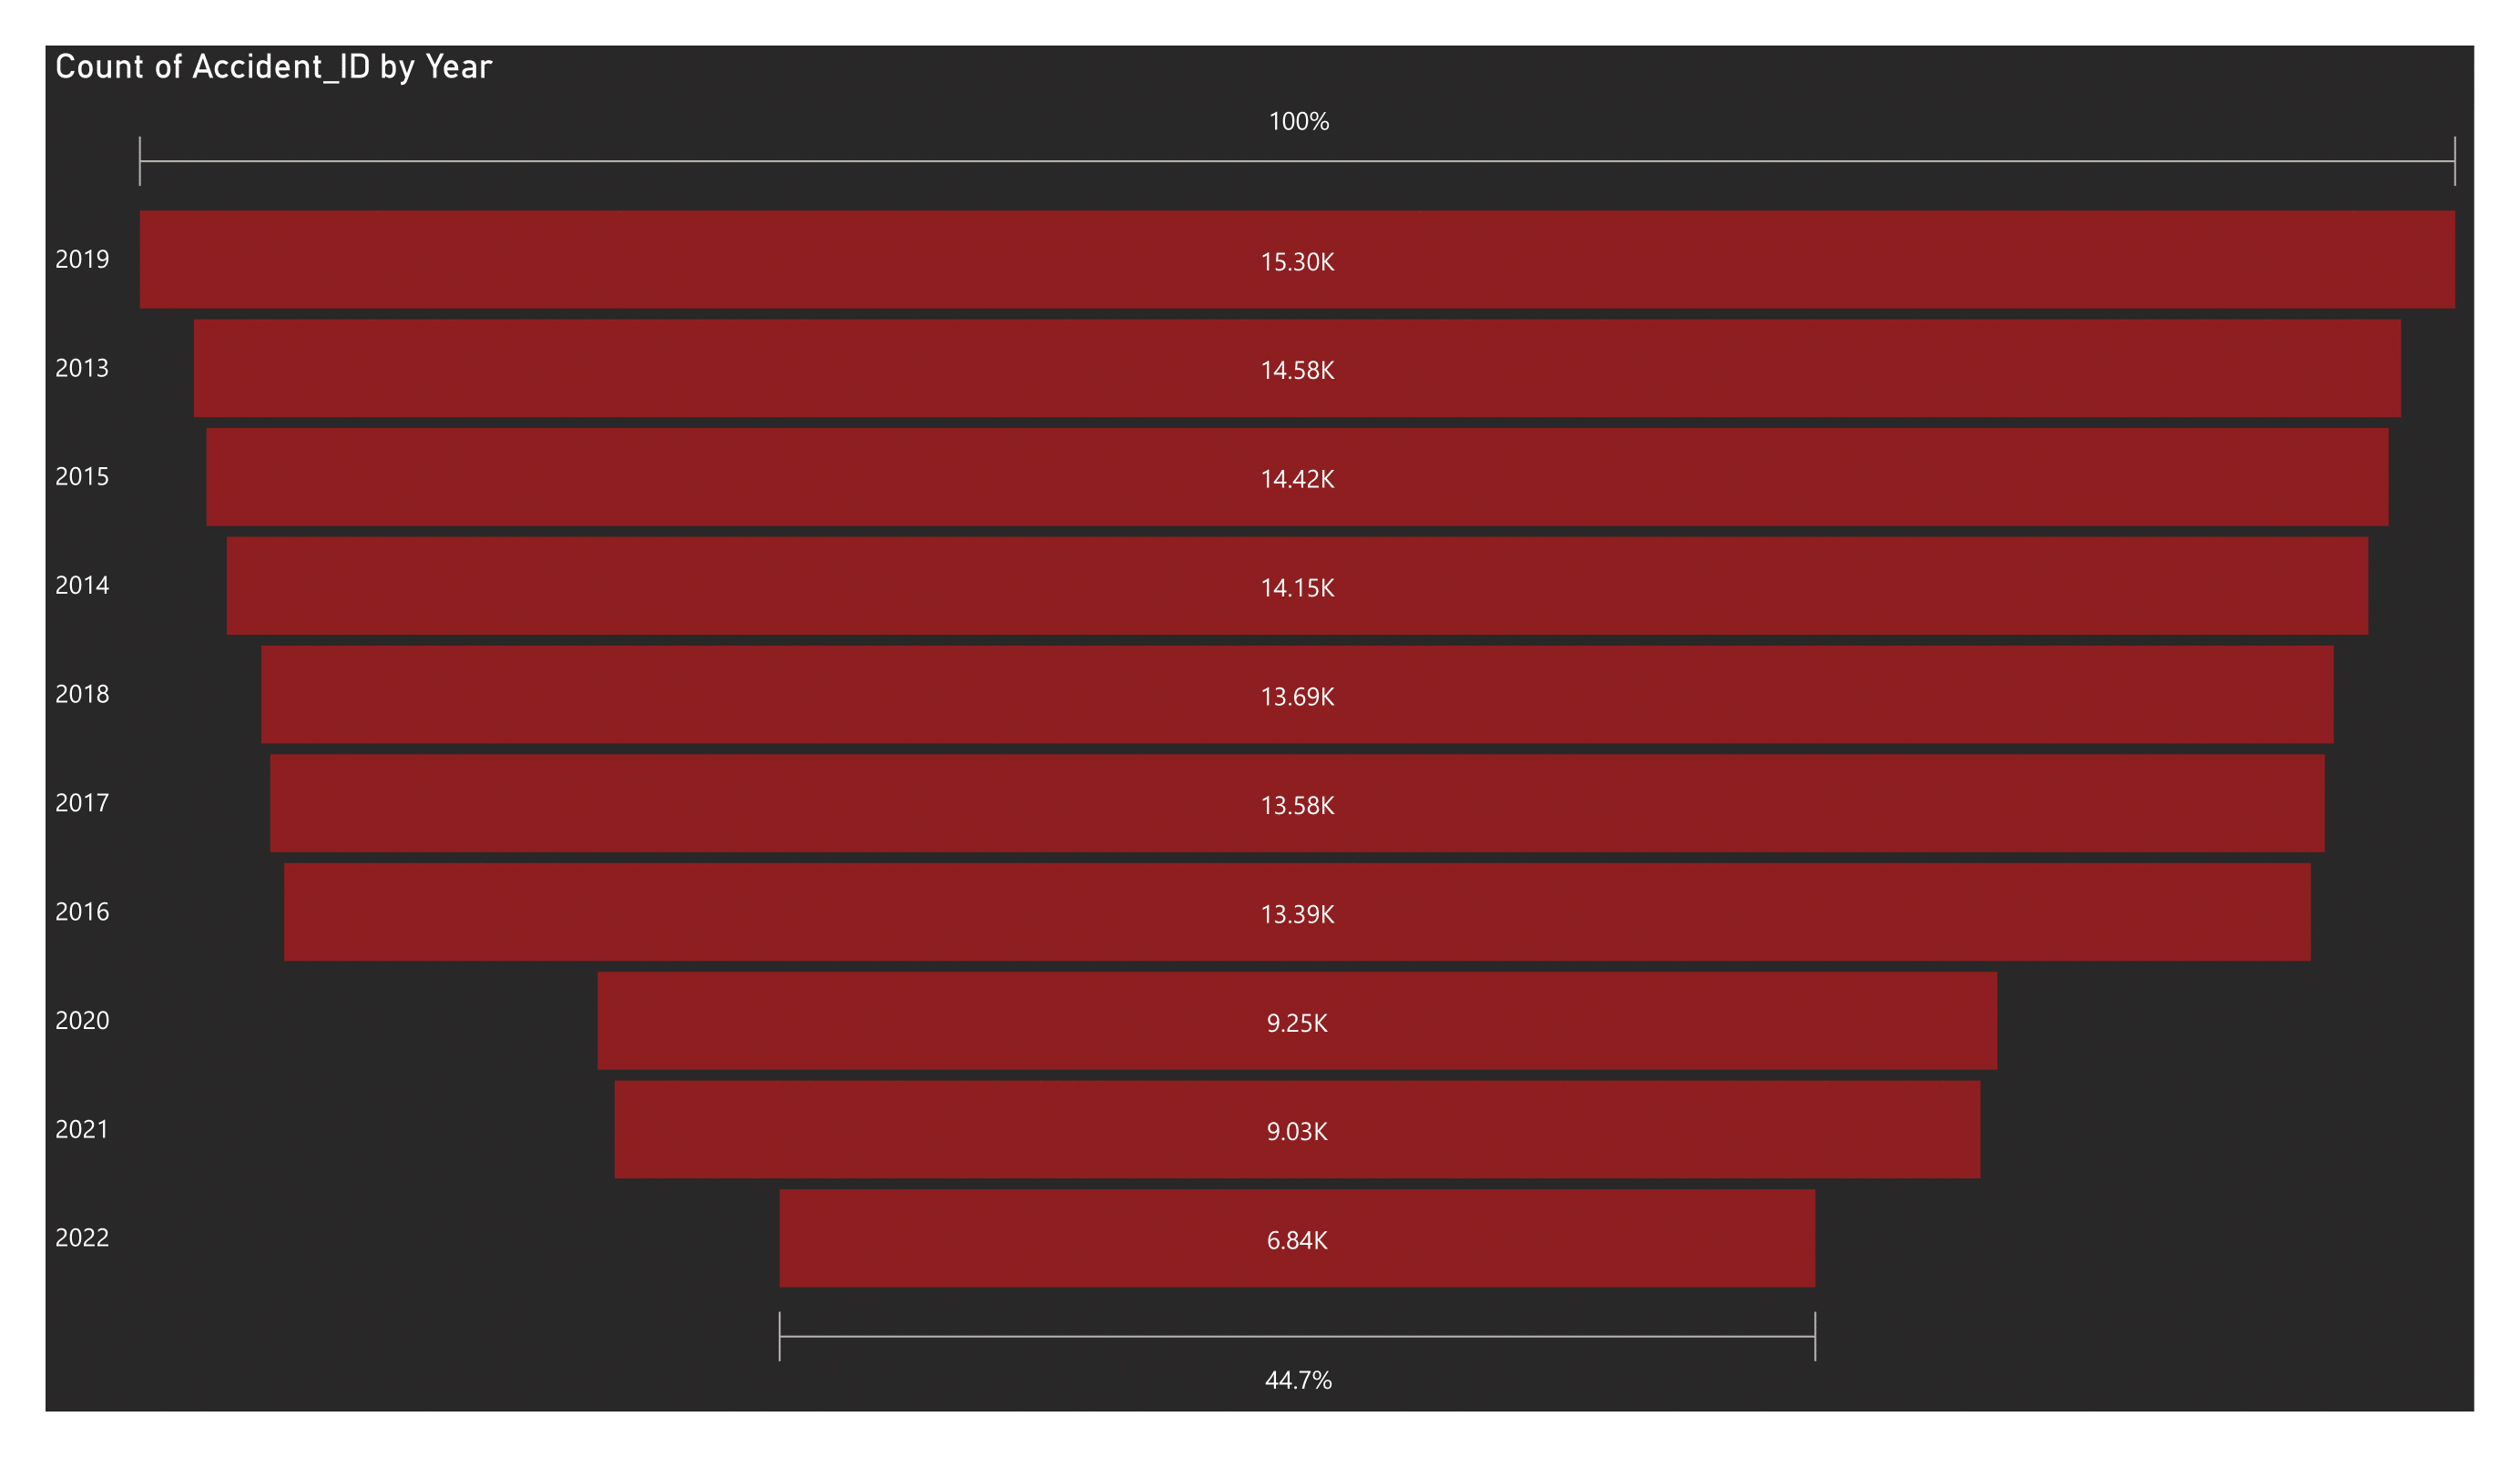 Count of Accident_ID by Year
100%
2019 15.30K
2013 14.58K
2015 14.42K
2014 14.15K
2018 13.69K
2017 13.58K
2016 13.39K
2020 9.25K
2021 9.03K
2022 6.84K
44.7%